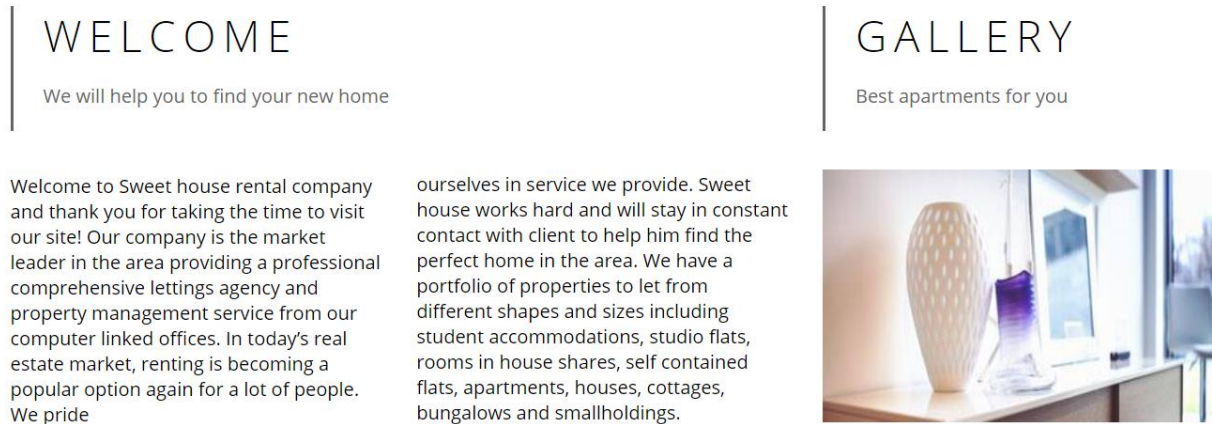 WELCOME
We will help you to find your new home
Welcome to Sweet house rental company
and thank you for taking the time to visit
our site! Our company is the market
leader in the area providing a professional
comprehensive lettings agency and
property management service from our
computer linked offices. In today’s real
estate market, renting is becoming a
popular option again for a lot of people.
We pride
ourselves in service we provide. Sweet
house works hard and will stay in constant
contact with client to help him find the
perfect home in the area. We have a
portfolio of properties to let from
different shapes and sizes including
student accommodations, studio flats,
rooms in house shares, self contained
flats, apartments, houses, cottages,
bungalows and smallholdings.
GALLERY
Best apartments for you